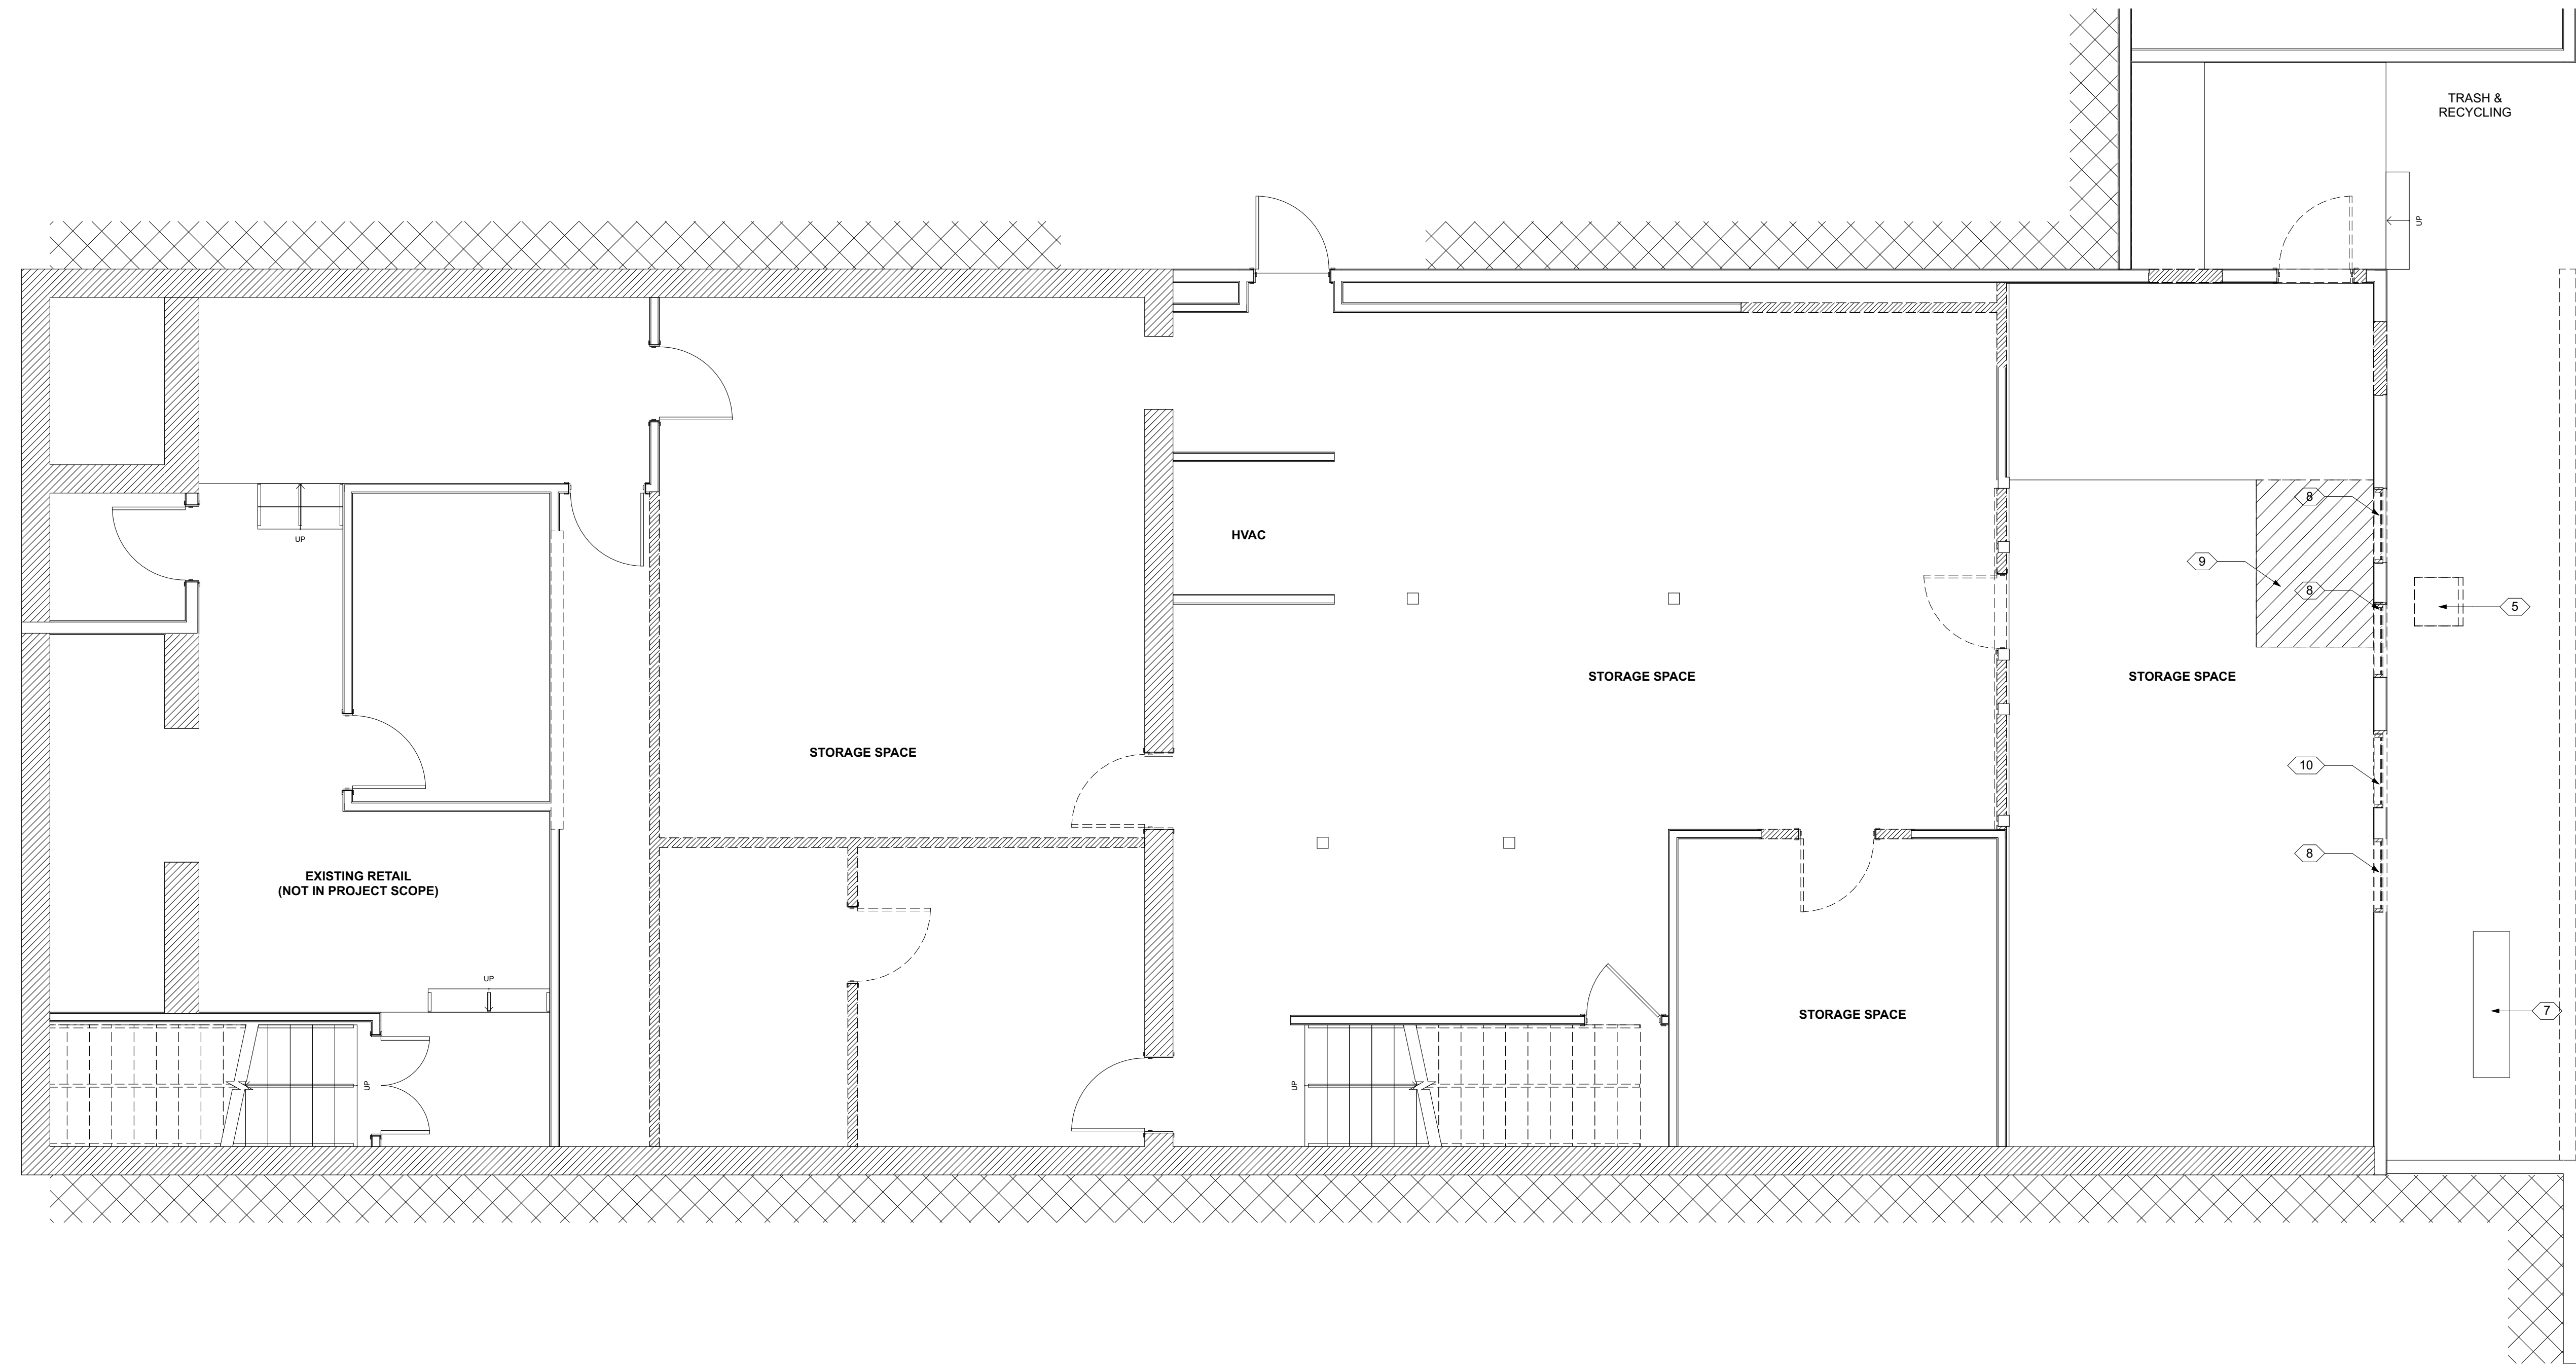 TRASH &
RECYCLING
UP
8
UP
HVAC
9
8
5
STORAGE SPACE
STORAGE SPACE
STORAGE SPACE
10
8
EXISTING RETAIL
(NOT IN PROJECT SCOPE)
UP
STORAGE SPACE
7
UP
UP